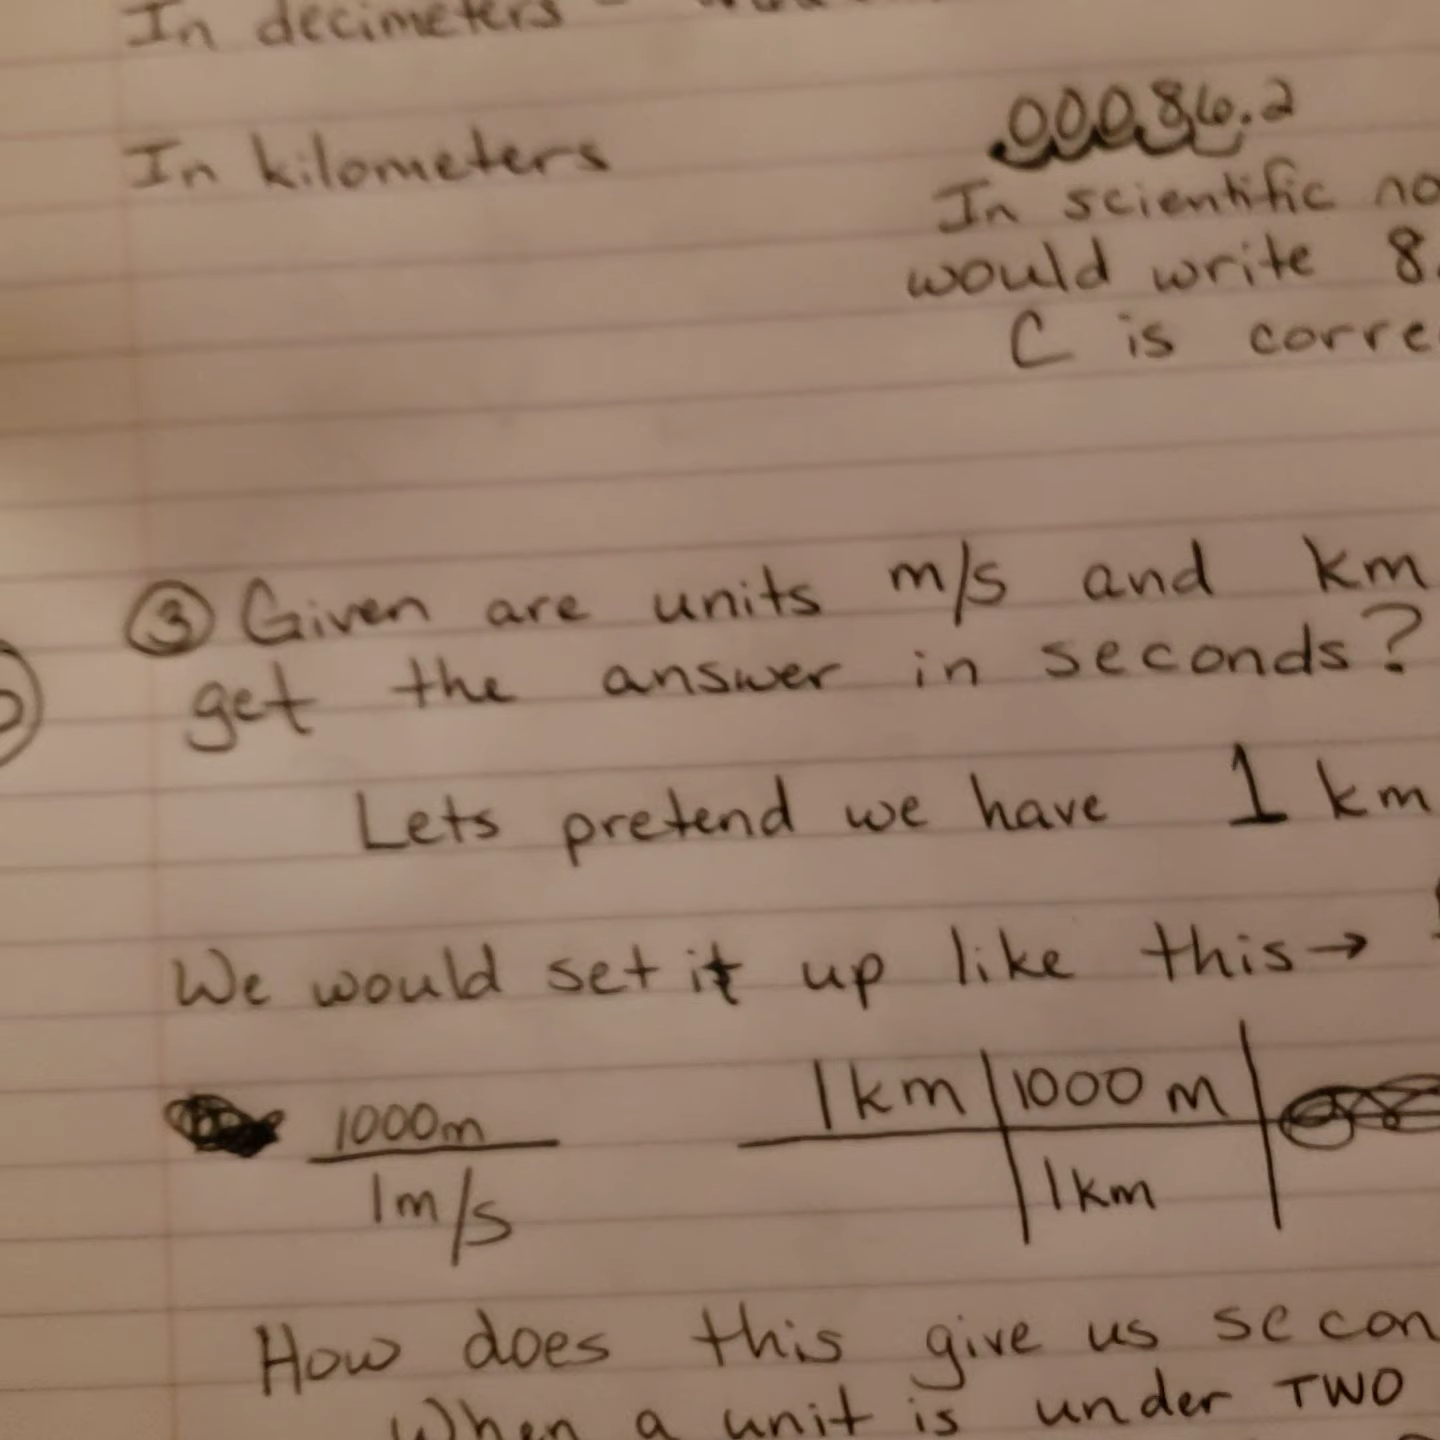 In decimeters -
In kilometers
.00086.2
In scientific no
would write 8.
C is corre
③ Given are units m/s and km
get the answer in seconds?
Lets pretend we have 1 km
We would set it up like this →
1km | 1000 m
1000m
1m/s
1km
How does this give us secon
When a unit is under TWO